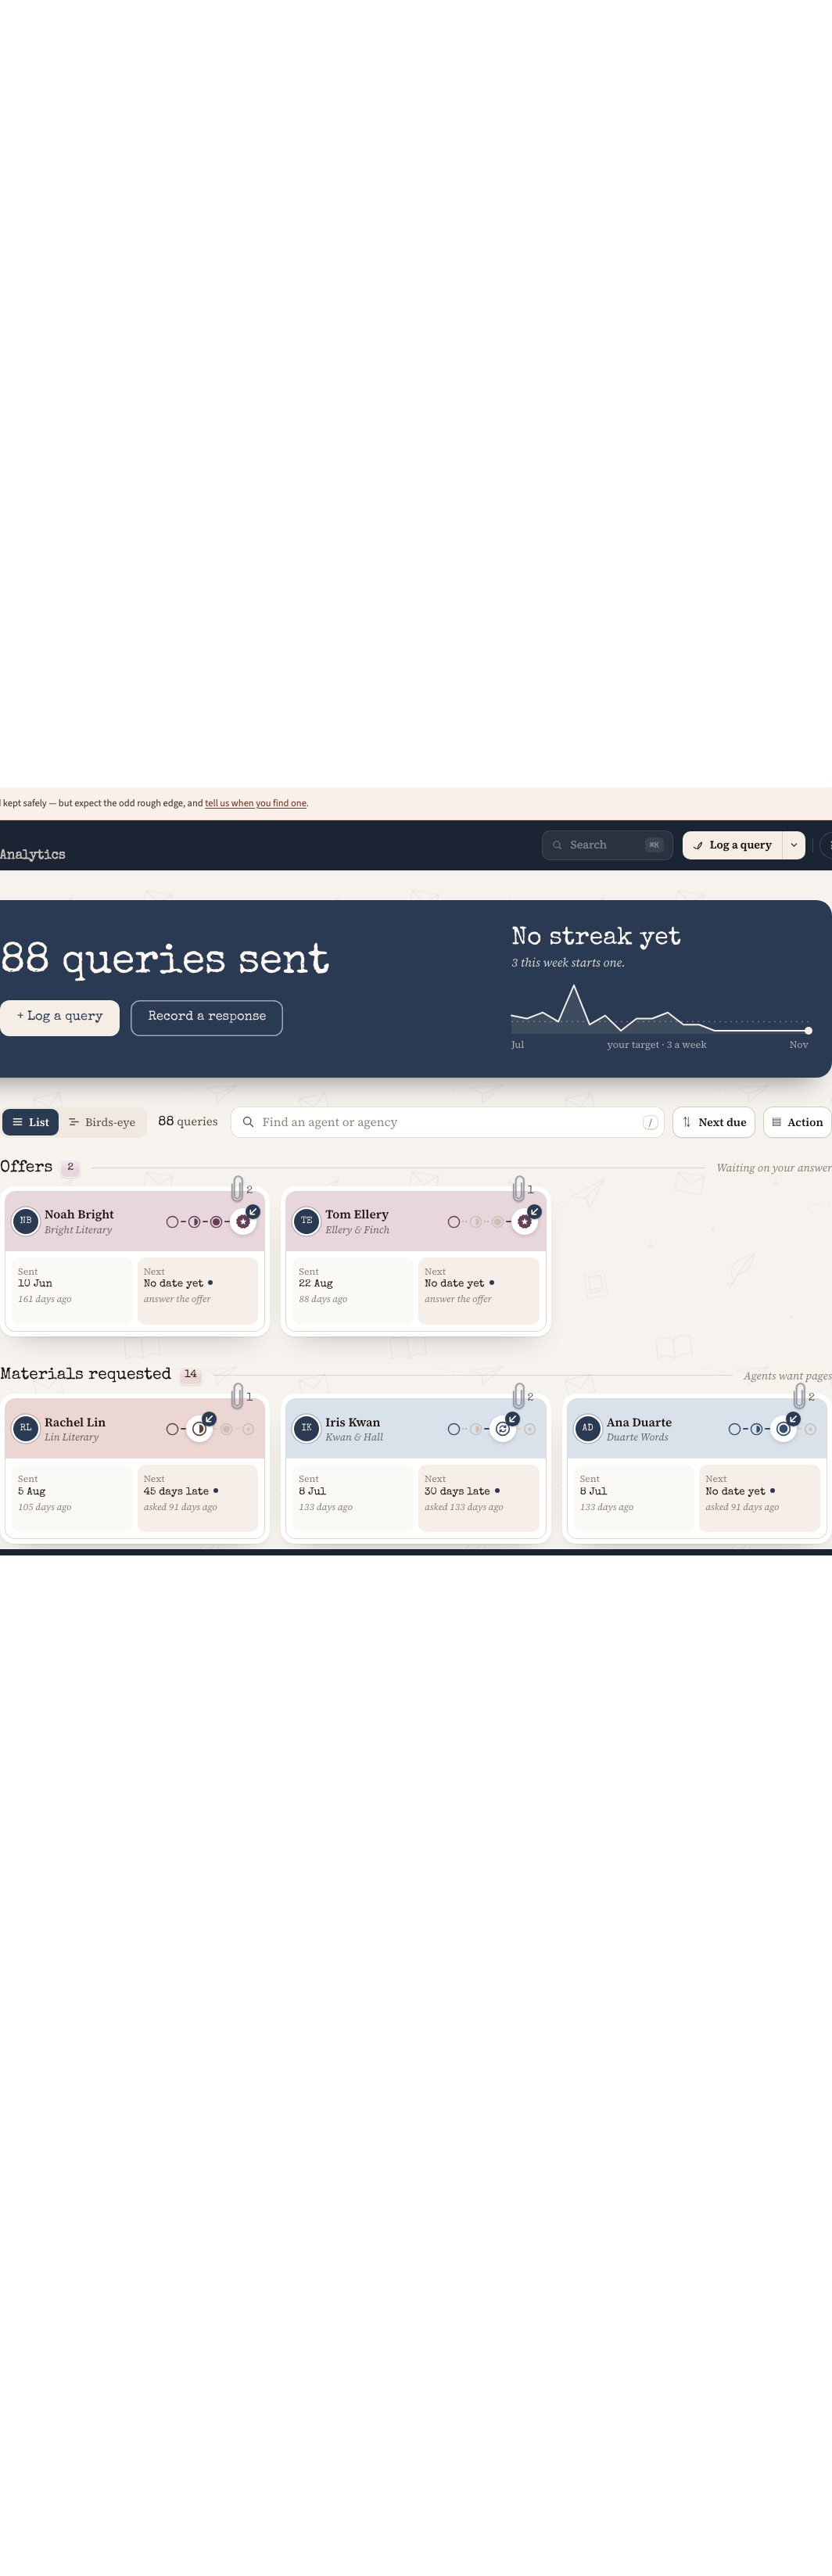 kept safely — but expect the odd rough edge, and tell us when you find one.
Analytics
Search ⌘K
Log a query
88 queries sent
+ Log a query
Record a response
No streak yet
3 this week starts one.
Jul
your target · 3 a week
Nov
List
Birds-eye
88 queries
Find an agent or agency
/
Next due
Action
Offers 2
Waiting on your answer
2
NB
Noah Bright
Bright Literary
Sent
10 Jun
161 days ago
Next
No date yet
answer the offer
1
TE
Tom Ellery
Ellery & Finch
Sent
22 Aug
88 days ago
Next
No date yet
answer the offer
Materials requested 14
Agents want pages
1
RL
Rachel Lin
Lin Literary
Sent
5 Aug
105 days ago
Next
45 days late
asked 91 days ago
2
IK
Iris Kwan
Kwan & Hall
Sent
8 Jul
133 days ago
Next
30 days late
asked 133 days ago
2
AD
Ana Duarte
Duarte Words
Sent
8 Jul
133 days ago
Next
No date yet
asked 91 days ago